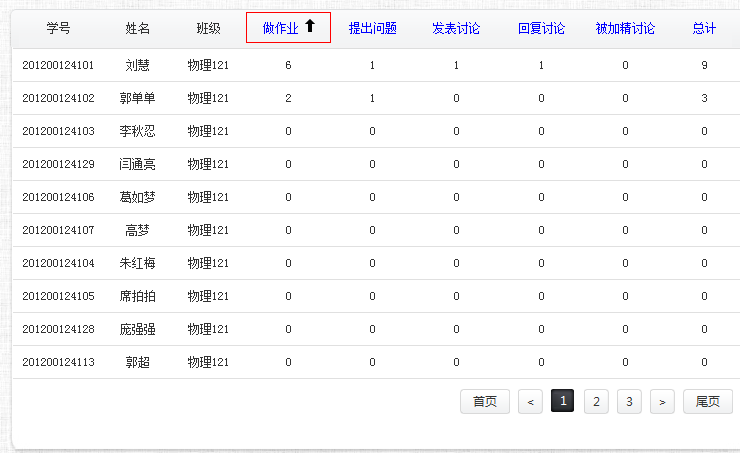 学号 姓名 班级 做作业 提出问题 发表讨论 回复讨论 被加精讨论 总计
201200124101 刘慧 物理121 6 1 1 1 0 9
201200124102 郭单单 物理121 2 1 0 0 0 3
201200124103 李秋忍 物理121 0 0 0 0 0 0
201200124129 闫通亮 物理121 0 0 0 0 0 0
201200124106 葛如梦 物理121 0 0 0 0 0 0
201200124107 高梦 物理121 0 0 0 0 0 0
201200124104 朱红梅 物理121 0 0 0 0 0 0
201200124105 席拍拍 物理121 0 0 0 0 0 0
201200124128 庞强强 物理121 0 0 0 0 0 0
201200124113 郭超 物理121 0 0 0 0 0 0
首页 < 1 2 3 > 尾页